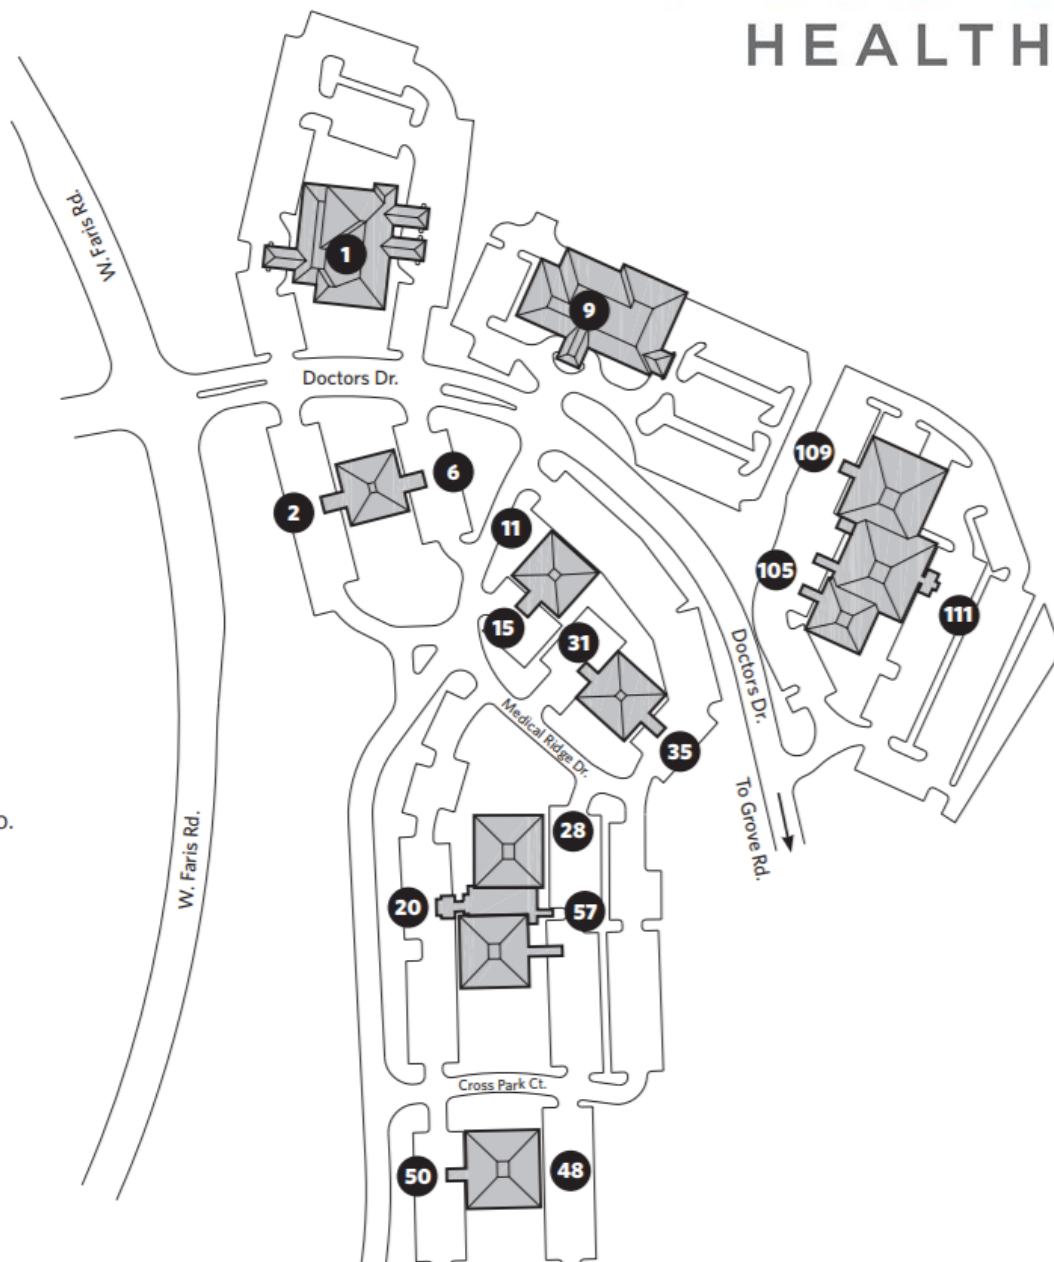 HEALTH
W. Faris Rd.
1
9
Doctors Dr.
109
6
2
11
105
111
15
31
Doctors Dr.
Medical Ridge Dr.
35
To Grove Rd.
28
W. Faris Rd.
20
57
Cross Park Ct.
50
48